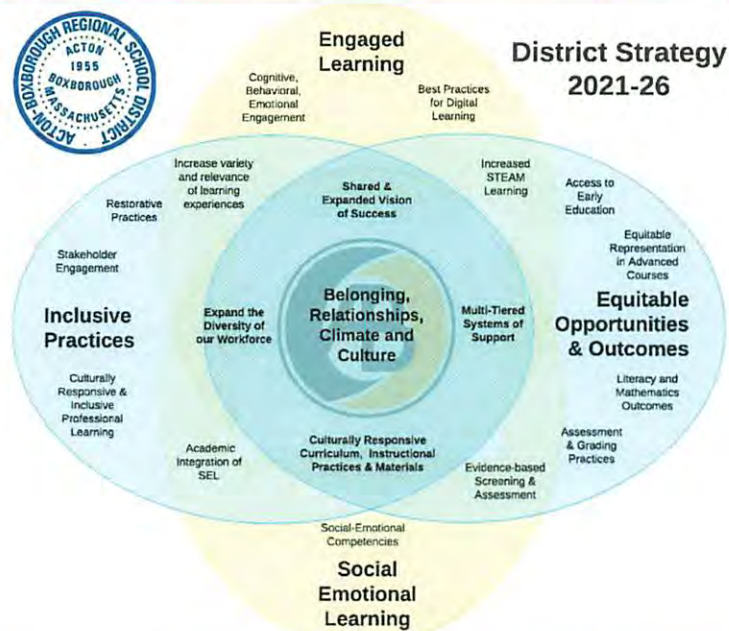 ACTON-BOXBOROUGH REGIONAL SCHOOL DISTRICT
ACTON
1955
BOXBOROUGH
MASSACHUSETTS
Engaged
Learning
District Strategy
2021-26
Cognitive,
Behavioral,
Emotional
Engagement
Best Practices
for Digital
Learning
Increase variety
and relevance
of learning
experiences
Shared &
Expanded Vision
of Success
Increased
STEAM
Learning
Access to
Early
Education
Restorative
Practices
Stakeholder
Engagement
Equitable
Representation
in Advanced
Courses
Inclusive
Practices
Expand the
Diversity of
our Workforce
Belonging,
Relationships,
Climate and
Culture
Multi-Tiered
Systems of
Support
Equitable
Opportunities
& Outcomes
Culturally
Responsive &
Inclusive
Professional
Learning
Literacy and
Mathematics
Outcomes
Academic
Integration of
SEL
Culturally Responsive
Curriculum, Instructional
Practices & Materials
Assessment
& Grading
Practices
Evidence-based
Screening &
Assessment
Social-Emotional
Competencies
Social
Emotional
Learning